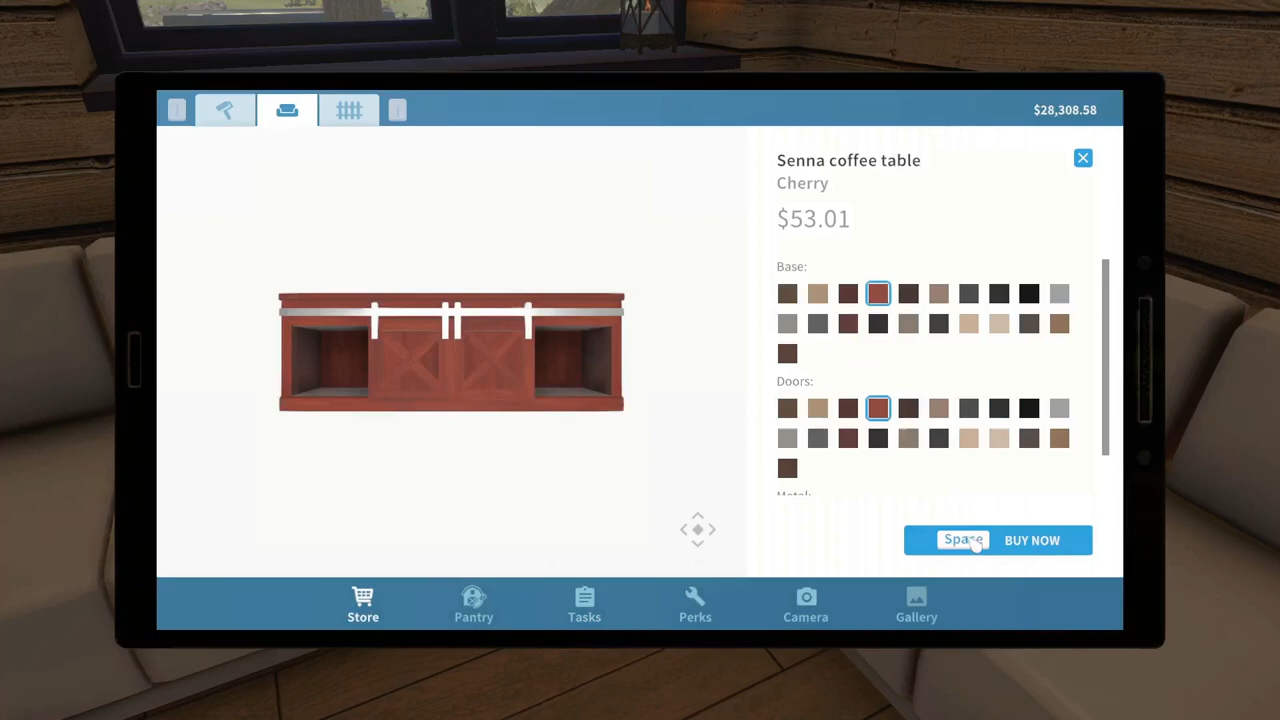 $28,308.58
Senna coffee table
Cherry
$53.01
Base:
Doors:
Metal:
Space BUY NOW
Store Pantry Tasks Perks Camera Gallery